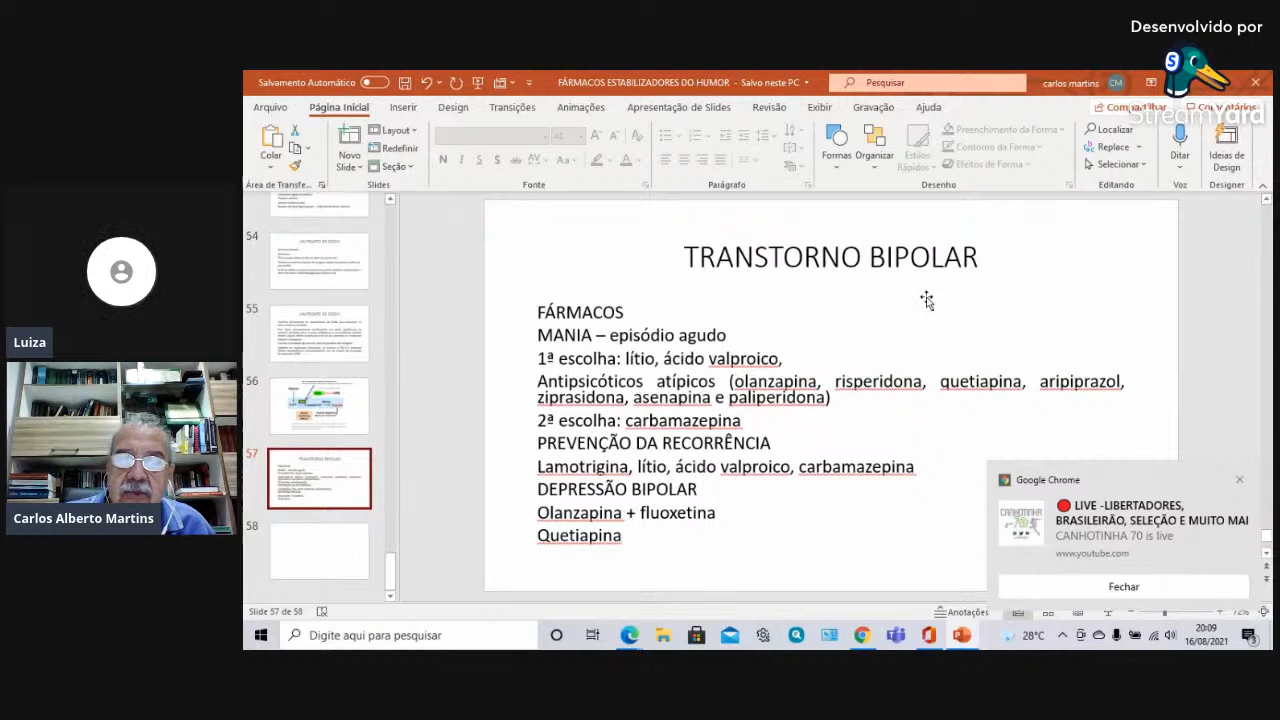 Desenvolvido por
StreamYard
Salvamento Automático
FÁRMACOS ESTABILIZADORES DO HUMOR - Salvo neste PC
Pesquisar
carlos martins
CM
Arquivo
Página Inicial
Inserir
Design
Transições
Animações
Apresentação de Slides
Revisão
Exibir
Gravação
Ajuda
Compartilhar
Comentários
Colar
Novo
Slide
Layout
Redefinir
Seção
Formas
Organizar
Estilos
Rápidos
Preenchimento da Forma
Contorno da Forma
Efeitos de Forma
Localizar
Replace
Selecionar
Ditar
Ideias de
Design
Área de Transfe...
Slides
Fonte
Parágrafo
Desenho
Editando
Voz
Designer
54
55
56
57
58
TRANSTORNO BIPOLAR
FÁRMACOS
MANIA – episódio agudo
1ª escolha: lítio, ácido valproico,
Antipsicóticos atípicos (olanzapina, risperidona, quetiapina, aripiprazol,
ziprasidona, asenapina e paliperidona)
2ª escolha: carbamazepina
PREVENÇÃO DA RECORRÊNCIA
Lamotrigina, lítio, ácido valproico, carbamazepina
DEPRESSÃO BIPOLAR
Olanzapina + fluoxetina
Quetiapina
Luiza
Carlos Alberto Martins
Google Chrome
LIVE -LIBERTADORES,
BRASILEIRÃO, SELEÇÃO E MUITO MAI
CANHOTINHA 70 is live
www.youtube.com
Fechar
CANHOTINHA
Slide 57 de 58
Anotações
72%
Digite aqui para pesquisar
28°C
20:09
16/08/2021
3